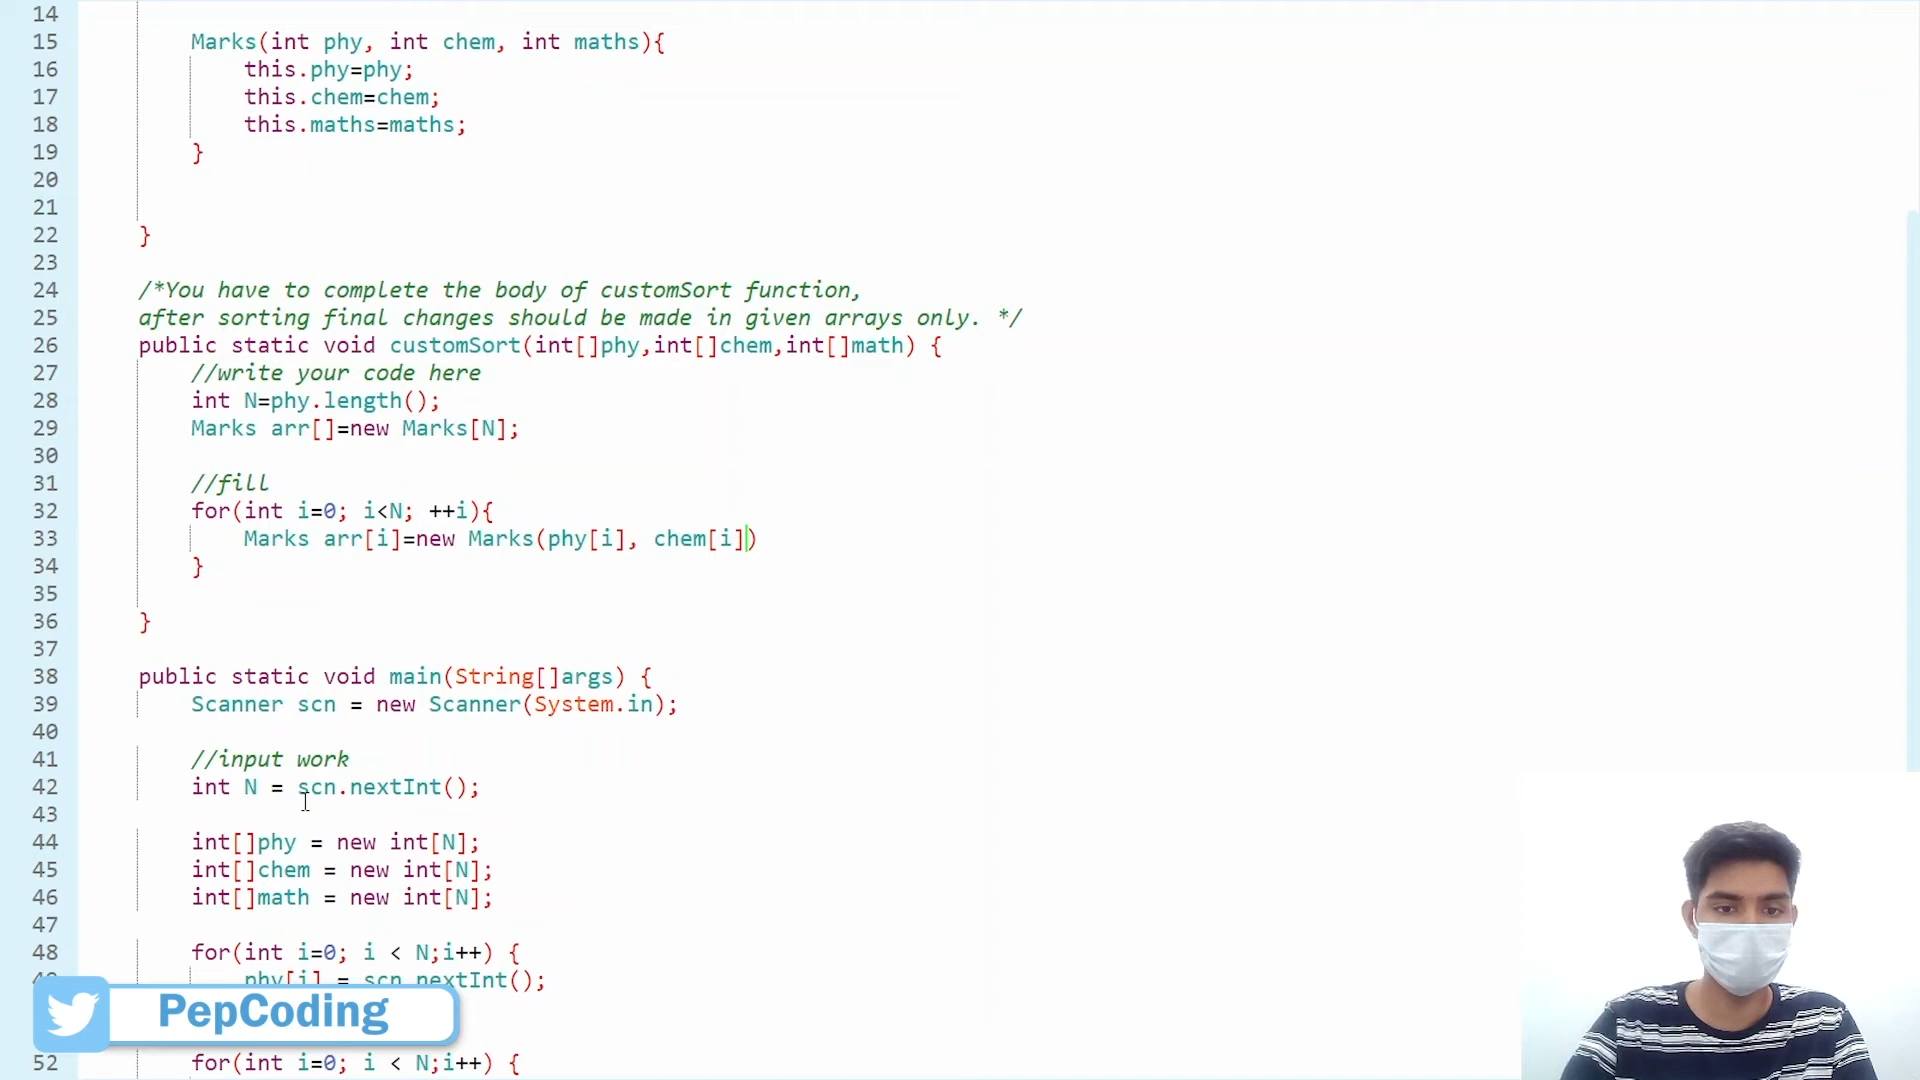 14
15 Marks(int phy, int chem, int maths){
16 this.phy=phy;
17 this.chem=chem;
18 this.maths=maths;
19 }
20
21
22 }
23
24 /*You have to complete the body of customSort function,
25 after sorting final changes should be made in given arrays only. */
26 public static void customSort(int[]phy,int[]chem,int[]math) {
27 //write your code here
28 int N=phy.length();
29 Marks arr[]=new Marks[N];
30
31 //fill
32 for(int i=0; i<N; ++i){
33 Marks arr[i]=new Marks(phy[i], chem[i])
34 }
35
36 }
37
38 public static void main(String[]args) {
39 Scanner scn = new Scanner(System.in);
40
41 //input work
42 int N = scn.nextInt();
43
44 int[]phy = new int[N];
45 int[]chem = new int[N];
46 int[]math = new int[N];
47
48 for(int i=0; i < N;i++) {
phy[i] = scn.nextInt();
PepCoding
52 for(int i=0; i < N;i++) {